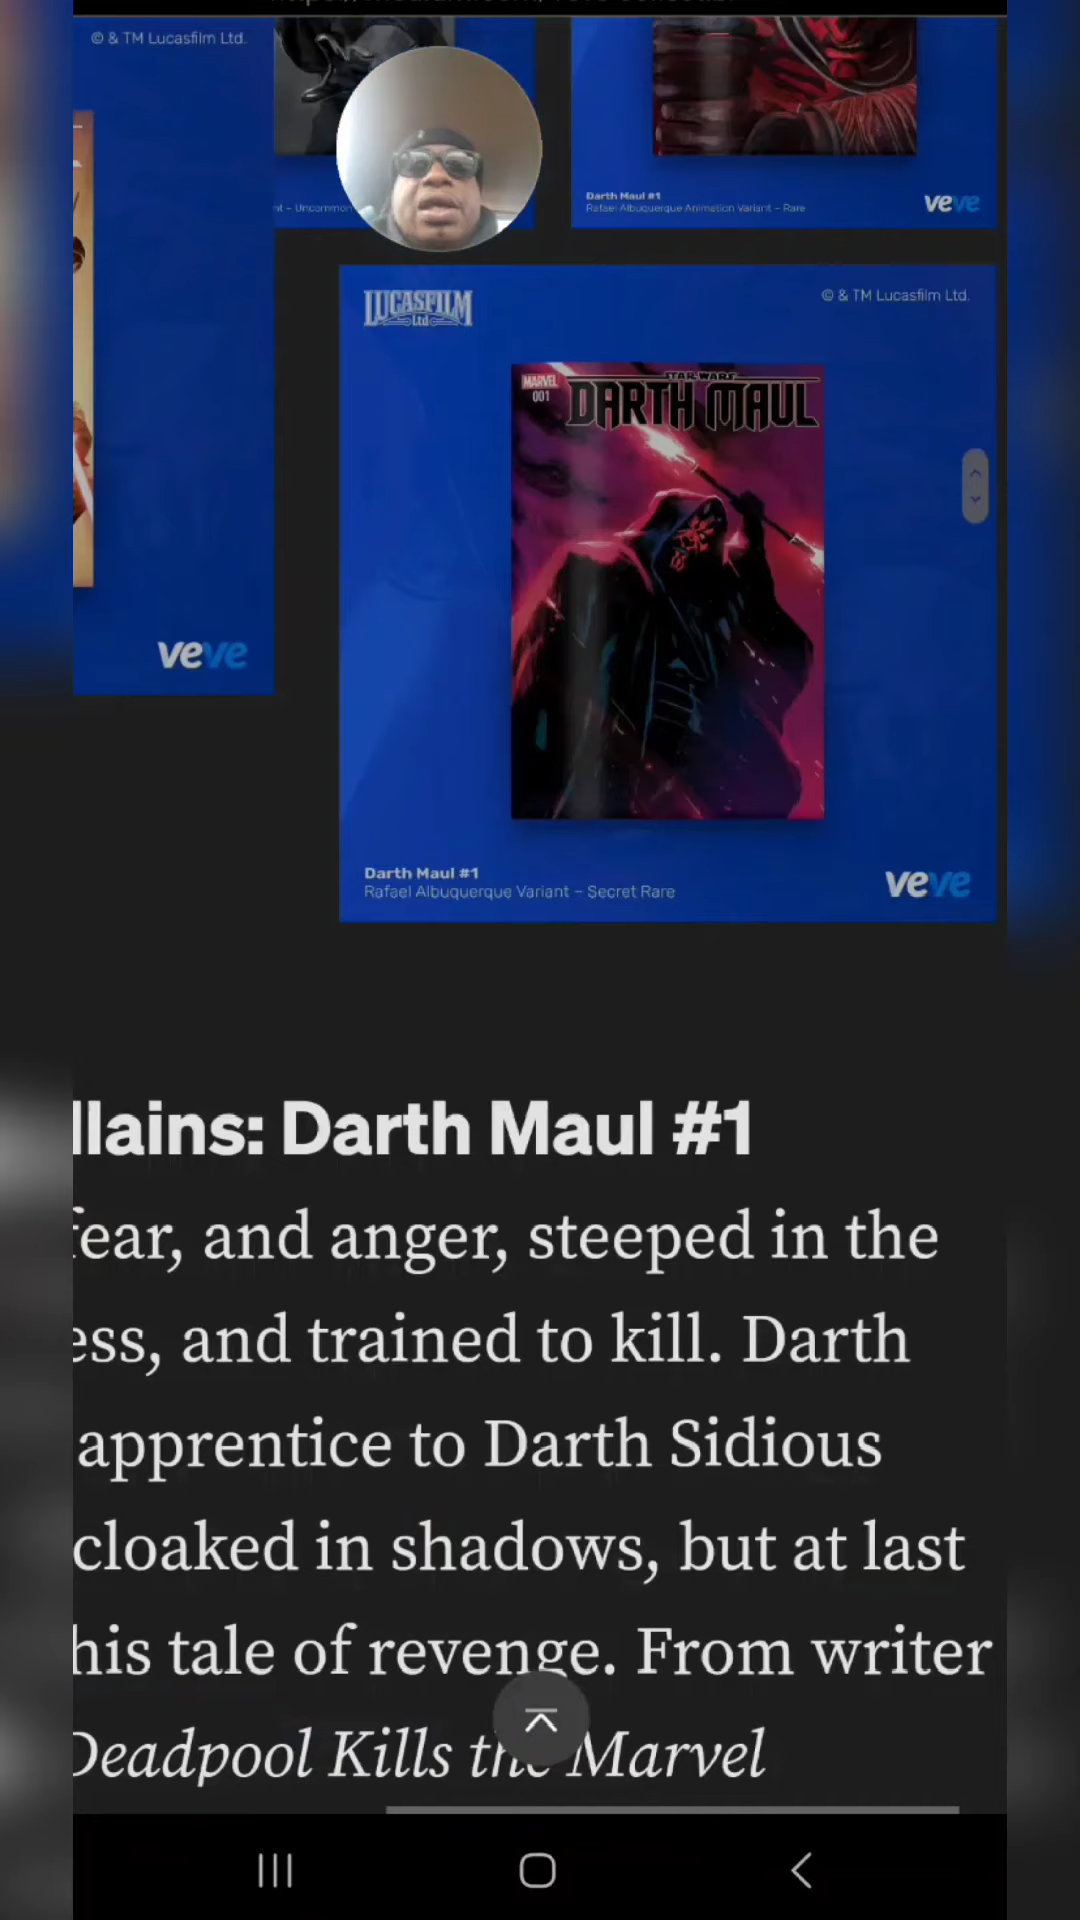 © & TM Lucasfilm Ltd.
nt – Uncommon
Darth Maul #1
Rafael Albuquerque Animation Variant – Rare
veve
LUCASFILM
Ltd
© & TM Lucasfilm Ltd.
MARVEL
001
STAR WARS
DARTH MAUL
veve
Darth Maul #1
Rafael Albuquerque Variant – Secret Rare
veve
llains: Darth Maul #1
fear, and anger, steeped in the
ess, and trained to kill. Darth
apprentice to Darth Sidious
cloaked in shadows, but at last
his tale of revenge. From writer
Deadpool Kills the Marvel